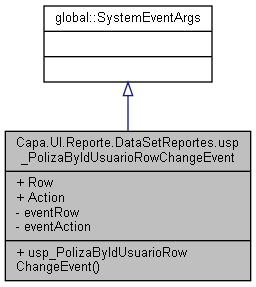 global::SystemEventArgs
Capa.UI.Reporte.DataSetReportes.usp
_PolizaByIdUsuarioRowChangeEvent
+ Row
+ Action
- eventRow
- eventAction
+ usp_PolizaByIdUsuarioRow
ChangeEvent()